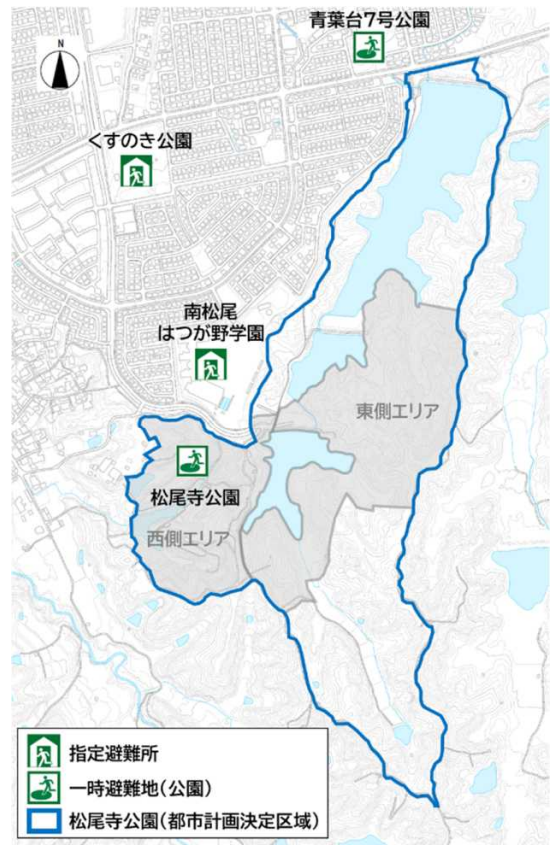 青葉台7号公園
N
くすのき公園
南松尾
はつが野学園
東側エリア
松尾寺公園
西側エリア
指定避難所
一時避難地(公園)
松尾寺公園(都市計画決定区域)